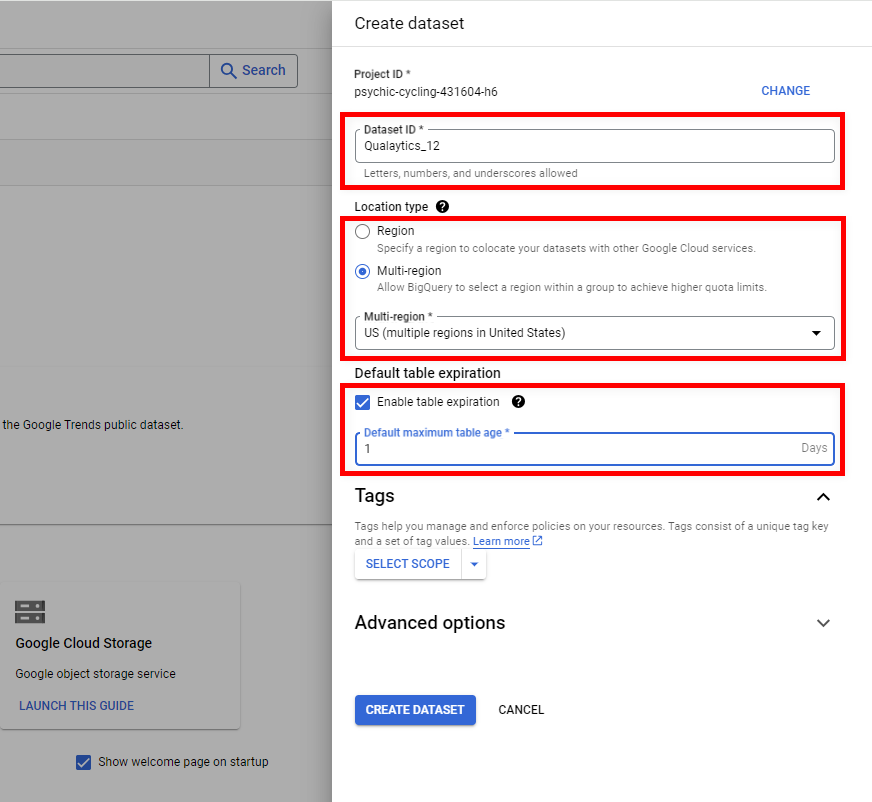 Search
the Google Trends public dataset.
Google Cloud Storage
Google object storage service
LAUNCH THIS GUIDE
Show welcome page on startup
Create dataset
Project ID *
psychic-cycling-431604-h6
CHANGE
Dataset ID *
Qualaytics_12
Letters, numbers, and underscores allowed
Location type
Region
Specify a region to colocate your datasets with other Google Cloud services.
Multi-region
Allow BigQuery to select a region within a group to achieve higher quota limits.
Multi-region *
US (multiple regions in United States)
Default table expiration
Enable table expiration
Default maximum table age *
1 Days
Tags
Tags help you manage and enforce policies on your resources. Tags consist of a unique tag key
and a set of tag values. Learn more
SELECT SCOPE
Advanced options
CREATE DATASET CANCEL